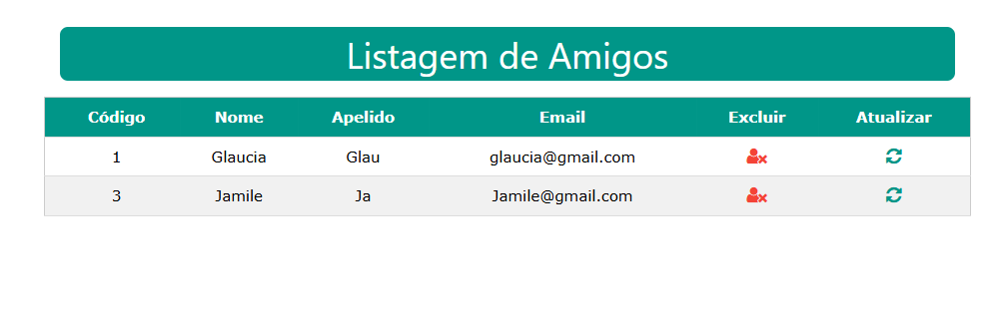 Listagem de Amigos
Código Nome Apelido Email Excluir Atualizar
1 Glaucia Glau glaucia@gmail.com
3 Jamile Ja Jamile@gmail.com